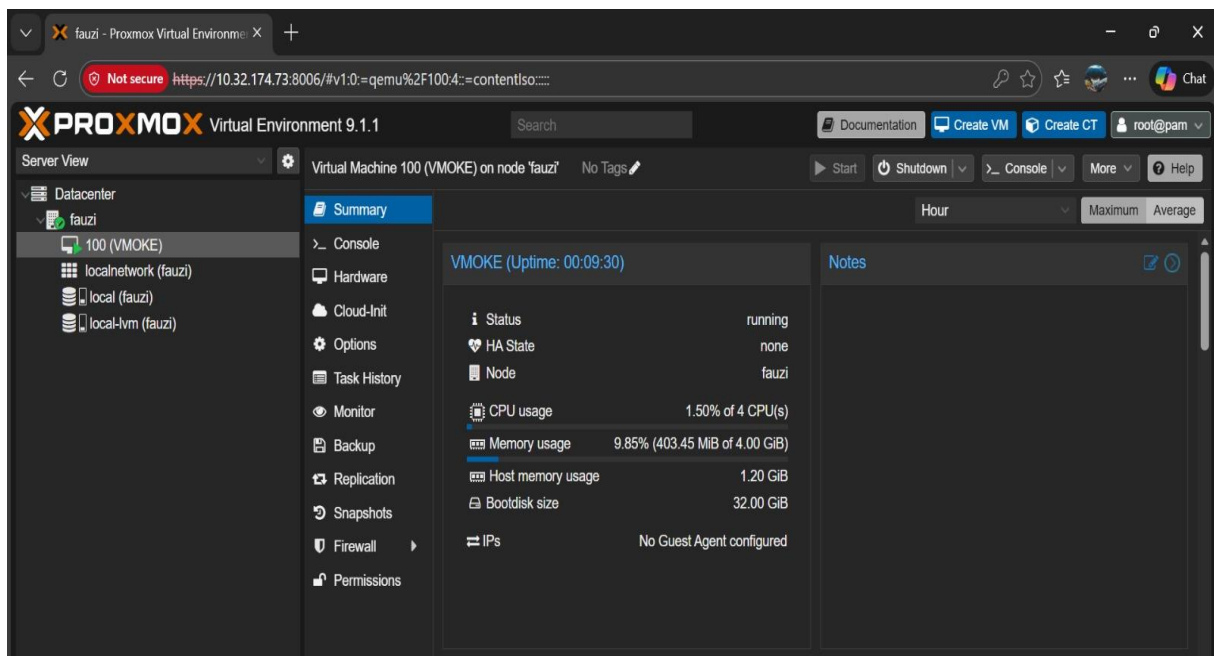 fauzi - Proxmox Virtual Environme
Not secure https://10.32.174.73:8006/#v1:0:=qemu%2F100:4::=contentIso:::::
Chat
PROXMOX Virtual Environment 9.1.1 Search Documentation Create VM Create CT root@pam
Server View
Virtual Machine 100 (VMOKE) on node 'fauzi' No Tags Start Shutdown Console More Help
Datacenter
fauzi
100 (VMOKE)
localnetwork (fauzi)
local (fauzi)
local-lvm (fauzi)
Summary
Console
Hardware
Cloud-Init
Options
Task History
Monitor
Backup
Replication
Snapshots
Firewall
Permissions
Hour Maximum Average
VMOKE (Uptime: 00:09:30)
Status running
HA State none
Node fauzi
CPU usage 1.50% of 4 CPU(s)
Memory usage 9.85% (403.45 MiB of 4.00 GiB)
Host memory usage 1.20 GiB
Bootdisk size 32.00 GiB
IPs No Guest Agent configured
Notes